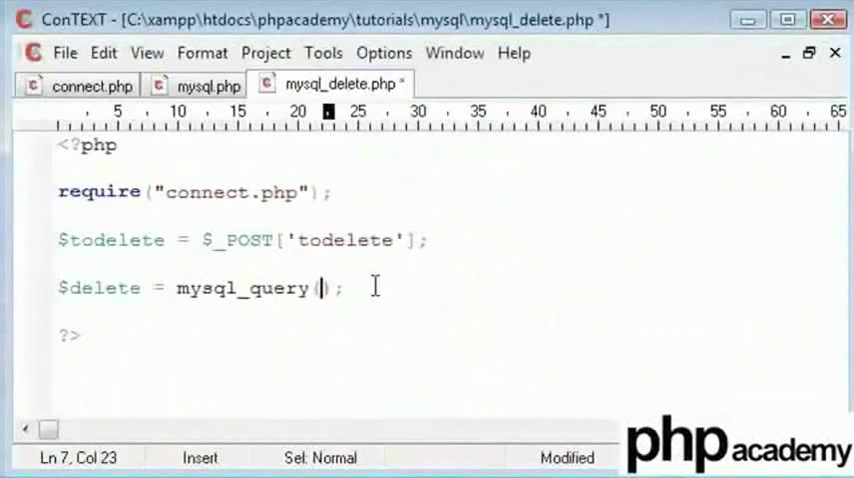 ConTEXT - [C:\xampp\htdocs\phpacademy\tutorials\mysql\mysql_delete.php *]
File Edit View Format Project Tools Options Window Help
connect.php mysql.php mysql_delete.php *
5 10 15 20 25 30 35 40 45 50 55 60 65
<?php
require("connect.php");
$todelete = $_POST['todelete'];
$delete = mysql_query();
?>
Ln 7, Col 23 Insert Sel: Normal Modified
php academy